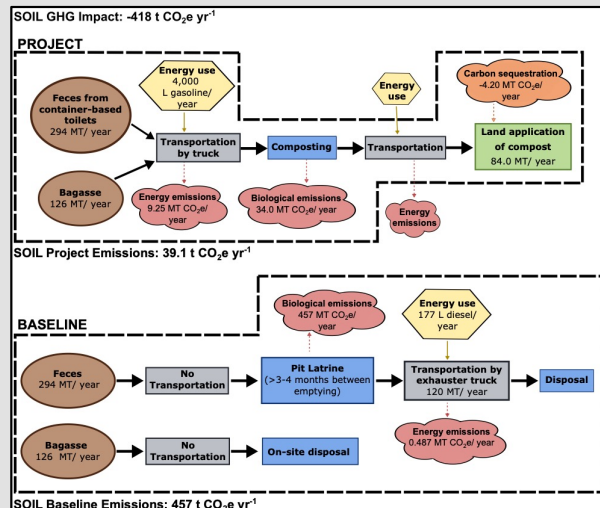 SOIL GHG Impact: -418 t CO₂e yr⁻¹
PROJECT
Feces from
container-based
toilets
294 MT/ year
Bagasse
126 MT/ year
Energy use
4,000
L gasoline/
year
Transportation
by truck
Energy emissions
9.25 MT CO₂e/
year
Composting
Biological emissions
34.0 MT CO₂e/ year
Energy
use
Transportation
Energy
emissions
Carbon sequestration
-4.20 MT CO₂e/
year
Land application
of compost
84.0 MT/ year
SOIL Project Emissions: 39.1 t CO₂e yr⁻¹
BASELINE
Feces
294 MT/ year
No
Transportation
Biological emissions
457 MT CO₂e/
year
Pit Latrine
(>3-4 months between
emptying)
Energy use
177 L diesel/
year
Transportation by
exhauster truck
120 MT/ year
Energy emissions
0.487 MT CO₂e/ year
Disposal
Bagasse
126 MT/ year
No
Transportation
On-site disposal
SOIL Baseline Emissions: 457 t CO₂e yr⁻¹